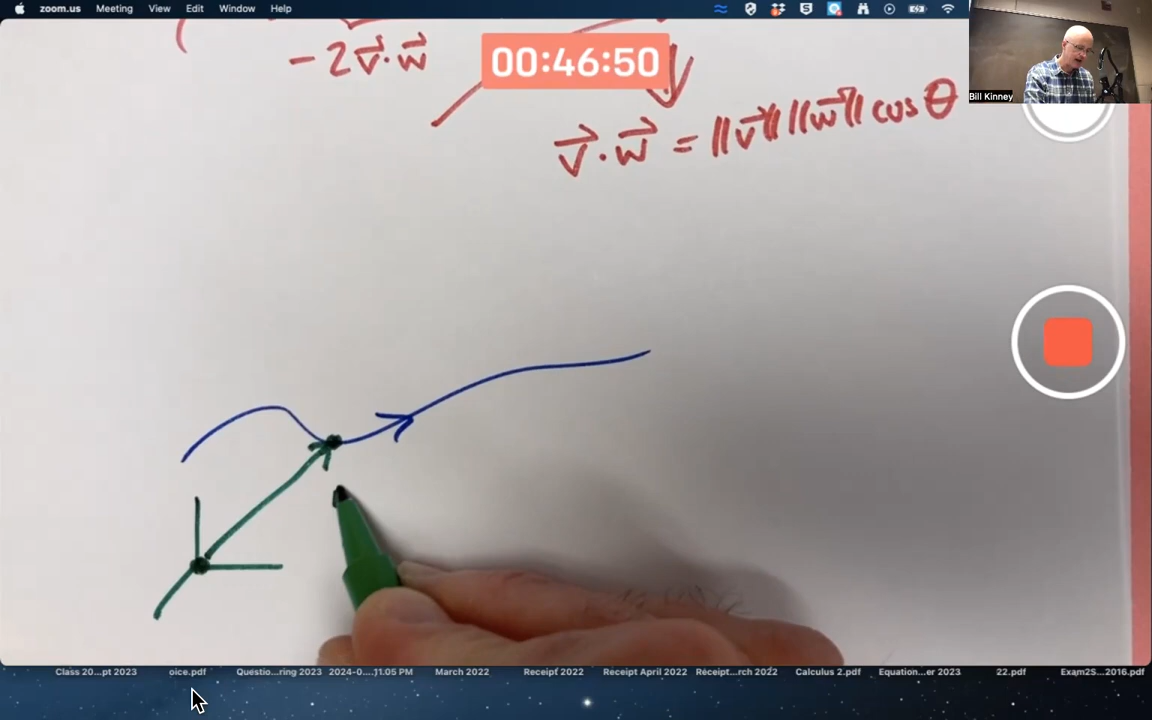 zoom.us Meeting View Edit Window Help
-2v⃗·w⃗
00:46:50
v⃗·w⃗ = ||v⃗|| ||w⃗|| cos θ
Bill Kinney
Class 20...pt 2023 oice.pdf Questio...ring 2023 2024-0....11.05 PM March 2022 Receipt 2022 Receipt April 2022 Receipt...rch 2022 Calculus 2.pdf Equation...er 2023 22.pdf Exam2S...2016.pdf